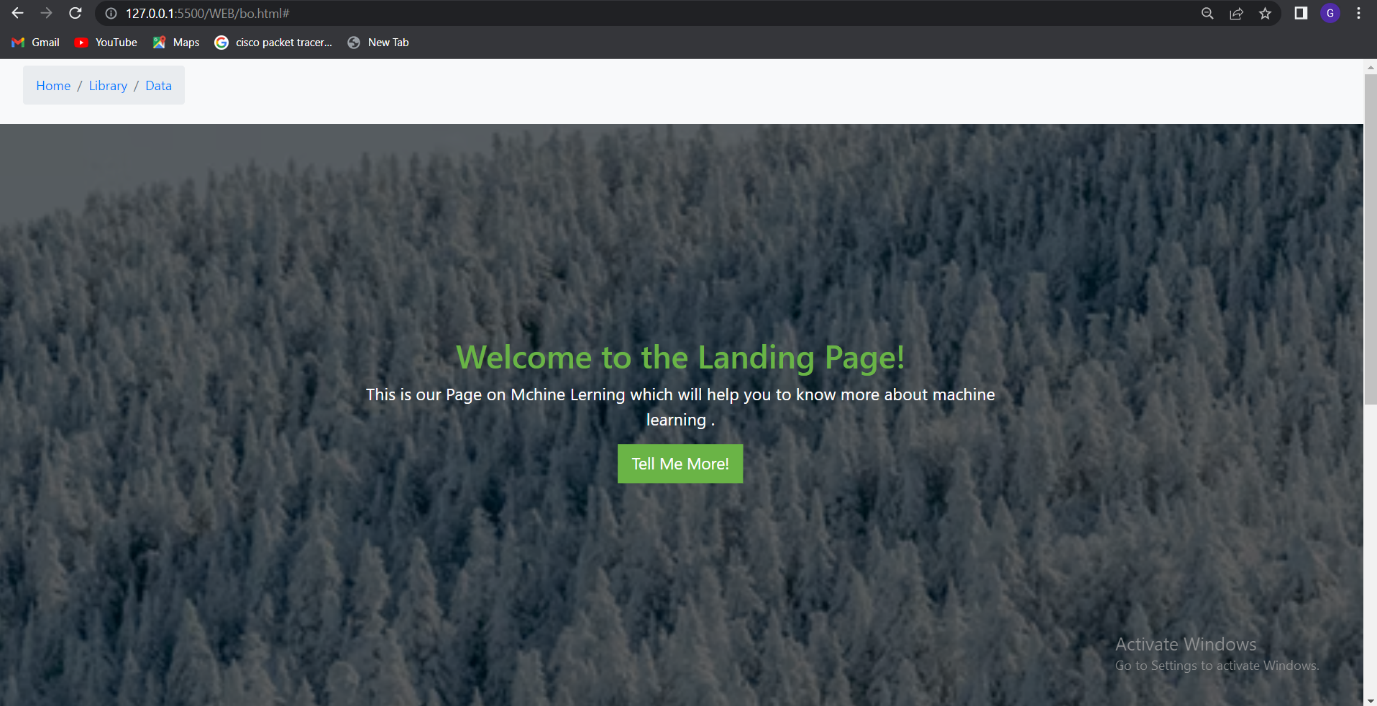 127.0.0.1:5500/WEB/bo.html#
G
Gmail YouTube Maps cisco packet tracer... New Tab
Home / Library / Data
Welcome to the Landing Page!
This is our Page on Mchine Lerning which will help you to know more about machine
learning .
Tell Me More!
Activate Windows
Go to Settings to activate Windows.